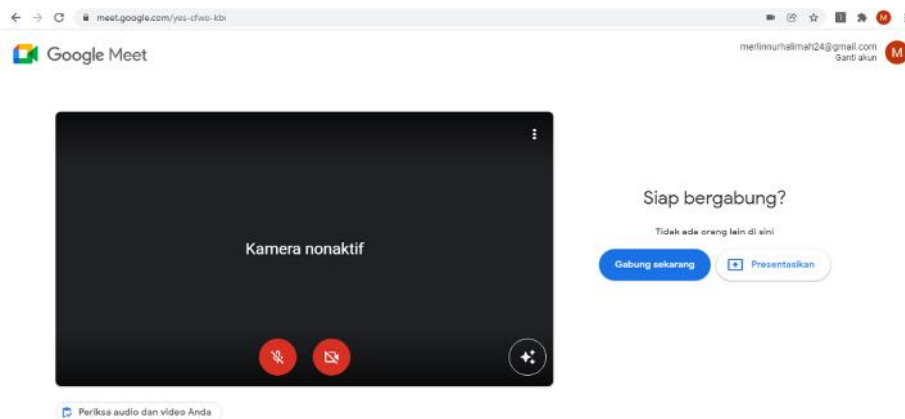 meet.google.com/yes-cfwo-kbi
Google Meet
merlinnurhalimah24@gmail.com
Ganti akun
M
Kamera nonaktif
Siap bergabung?
Tidak ada orang lain di sini
Gabung sekarang
Presentasikan
Periksa audio dan video Anda